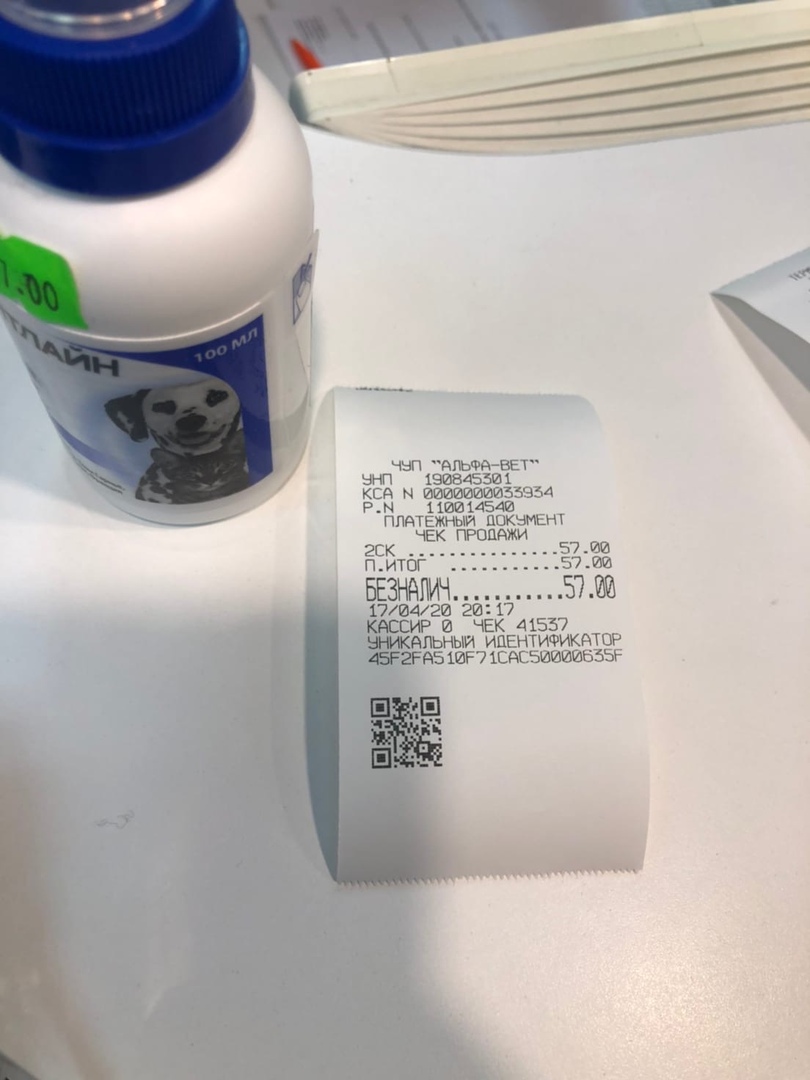 7.00
ТЛАЙН
100 МЛ
ЧУП "АЛЬФА-ВЕТ"
УНП 190845301
КСА N 0000000033934
P.N 110014540
ПЛАТЕЖНЫЙ ДОКУМЕНТ
ЧЕК ПРОДАЖИ
2СК ...............57.00
П.ИТОГ ...........57.00
БЕЗНАЛИЧ...........57.00
17/04/20 20:17
КАССИР 0 ЧЕК 41537
УНИКАЛЬНЫЙ ИДЕНТИФИКАТОР
45F2FA510F71CAC50000635F